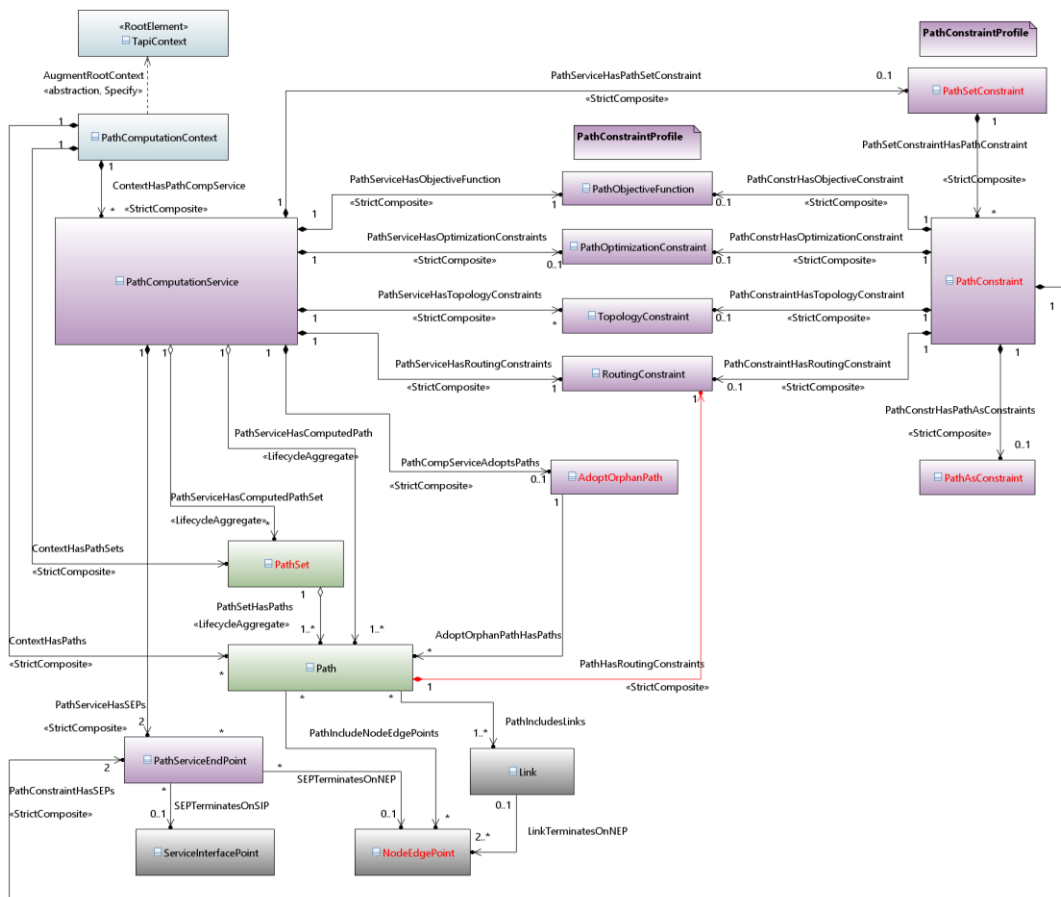 «RootElement»
TapiContext
PathConstraintProfile
AugmentRootContext
«abstraction, Specify»
PathServiceHasPathSetConstraint
0..1
«StrictComposite»
PathSetConstraint
1
1
1
PathComputationContext
1
PathConstraintProfile
PathSetConstraintHasPathConstraint
«StrictComposite»
ContextHasPathCompService
*
«StrictComposite»
PathServiceHasObjectiveFunction
1
1
«StrictComposite»
1
PathObjectiveFunction
PathConstrHasObjectiveConstraint
0..1
«StrictComposite»
1
*
PathServiceHasOptimizationConstraints
1
«StrictComposite»
0..1
PathOptimizationConstraint
PathConstrHasOptimizationConstraint
0..1
«StrictComposite»
1
PathComputationService
PathConstraint
1
PathServiceHasTopologyConstraints
1
«StrictComposite»
*
TopologyConstraint
PathConstraintHasTopologyConstraint
0..1
«StrictComposite»
1
1
1
1
1
1
PathServiceHasRoutingConstraints
«StrictComposite»
1
RoutingConstraint
1
PathConstraintHasRoutingConstraint
0..1
«StrictComposite»
1
1
PathConstrHasPathAsConstraints
«StrictComposite»
0..1
PathAsConstraint
PathServiceHasComputedPath
«LifecycleAggregate»
PathCompServiceAdoptsPaths
«StrictComposite»
0..1
AdoptOrphanPath
1
PathServiceHasComputedPathSet
«LifecycleAggregate»
*
ContextHasPathSets
«StrictComposite»
PathSet
1
PathSetHasPaths
«LifecycleAggregate»
1..*
1..*
ContextHasPaths
«StrictComposite»
*
AdoptOrphanPathHasPaths
*
Path
PathHasRoutingConstraints
1
«StrictComposite»
*
*
PathServiceHasSEPs
2
«StrictComposite»
*
PathIncludeNodeEdgePoints
PathIncludesLinks
1..*
PathServiceEndPoint
2
*
SEPTerminatesOnNEP
Link
PathConstraintHasSEPs
«StrictComposite»
*
SEPTerminatesOnSIP
0..1
0..1
*
0..1
2..*
LinkTerminatesOnNEP
ServiceInterfacePoint
NodeEdgePoint